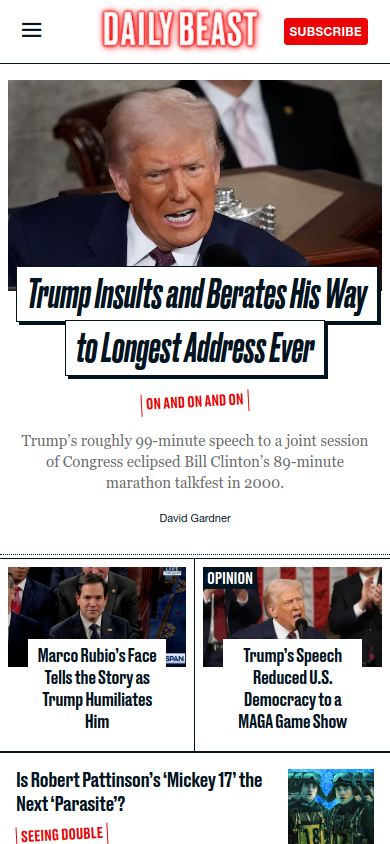 DAILY BEAST
SUBSCRIBE
Trump Insults and Berates His Way
to Longest Address Ever
ON AND ON AND ON
Trump’s roughly 99-minute speech to a joint session
of Congress eclipsed Bill Clinton’s 89-minute
marathon talkfest in 2000.
David Gardner
LIVE
SPAN
Marco Rubio’s Face
Tells the Story as
Trump Humiliates
Him
OPINION
Trump’s Speech
Reduced U.S.
Democracy to a
MAGA Game Show
Is Robert Pattinson’s ‘Mickey 17’ the
Next ‘Parasite’?
SEEING DOUBLE